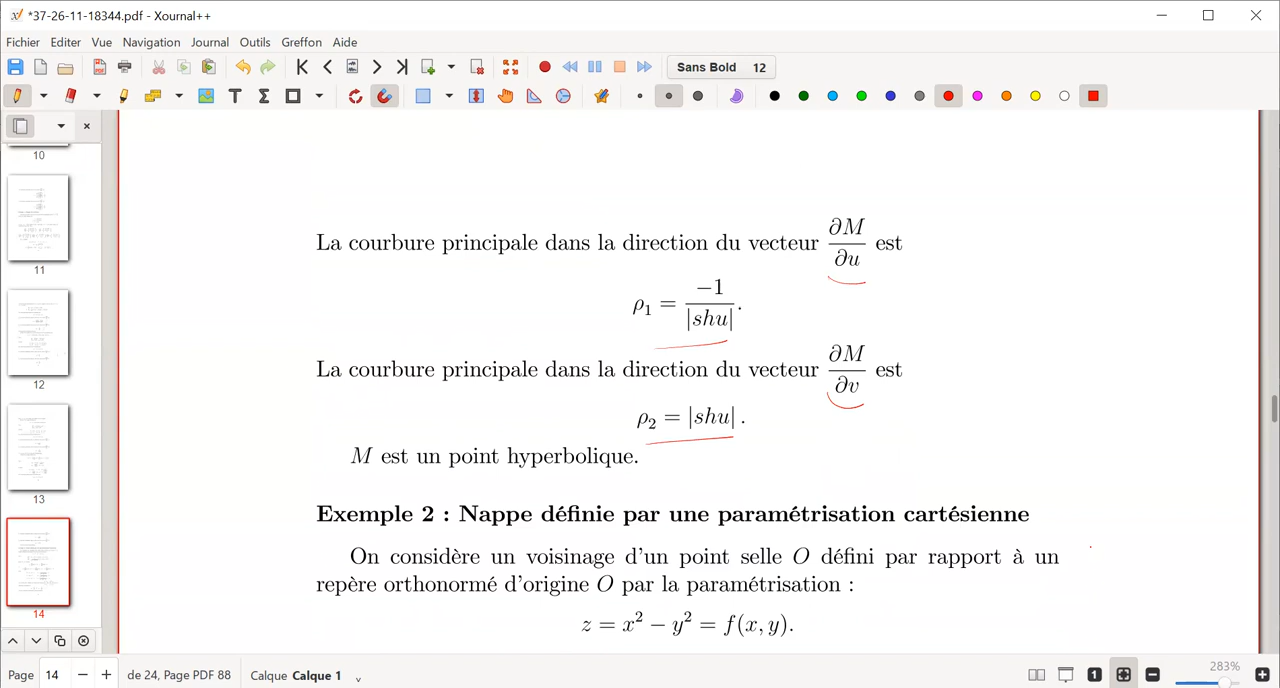 *37-26-11-18344.pdf - Xournal++
Fichier Editer Vue Navigation Journal Outils Greffon Aide
Sans Bold 12
10
11
12
13
14
La courbure principale dans la direction du vecteur ∂M/∂u est
ρ₁ = -1/|shu|.
La courbure principale dans la direction du vecteur ∂M/∂v est
ρ₂ = |shu| .
M est un point hyperbolique.
Exemple 2 : Nappe définie par une paramétrisation cartésienne
On considère un voisinage d'un point selle O défini par rapport à un
repère orthonormé d'origine O par la paramétrisation :
z = x² − y² = f(x, y).
Page 14 de 24, Page PDF 88 Calque Calque 1 283%